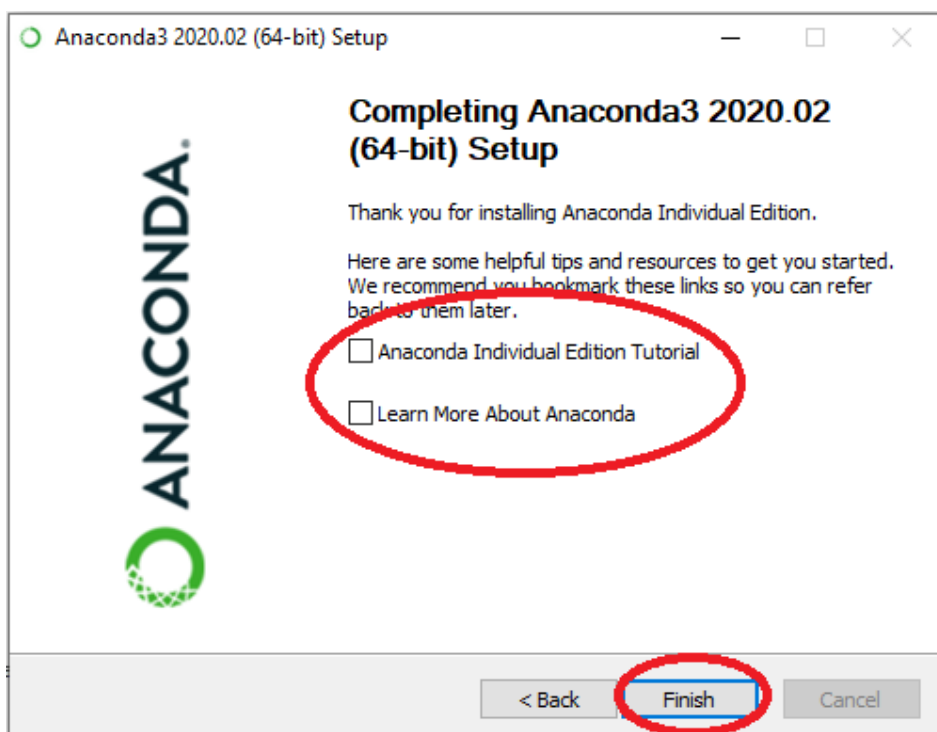 Anaconda3 2020.02 (64-bit) Setup
Completing Anaconda3 2020.02
(64-bit) Setup
ANACONDA.
Thank you for installing Anaconda Individual Edition.
Here are some helpful tips and resources to get you started.
We recommend you bookmark these links so you can refer
back to them later.
Anaconda Individual Edition Tutorial
Learn More About Anaconda
< Back
Finish
Cancel